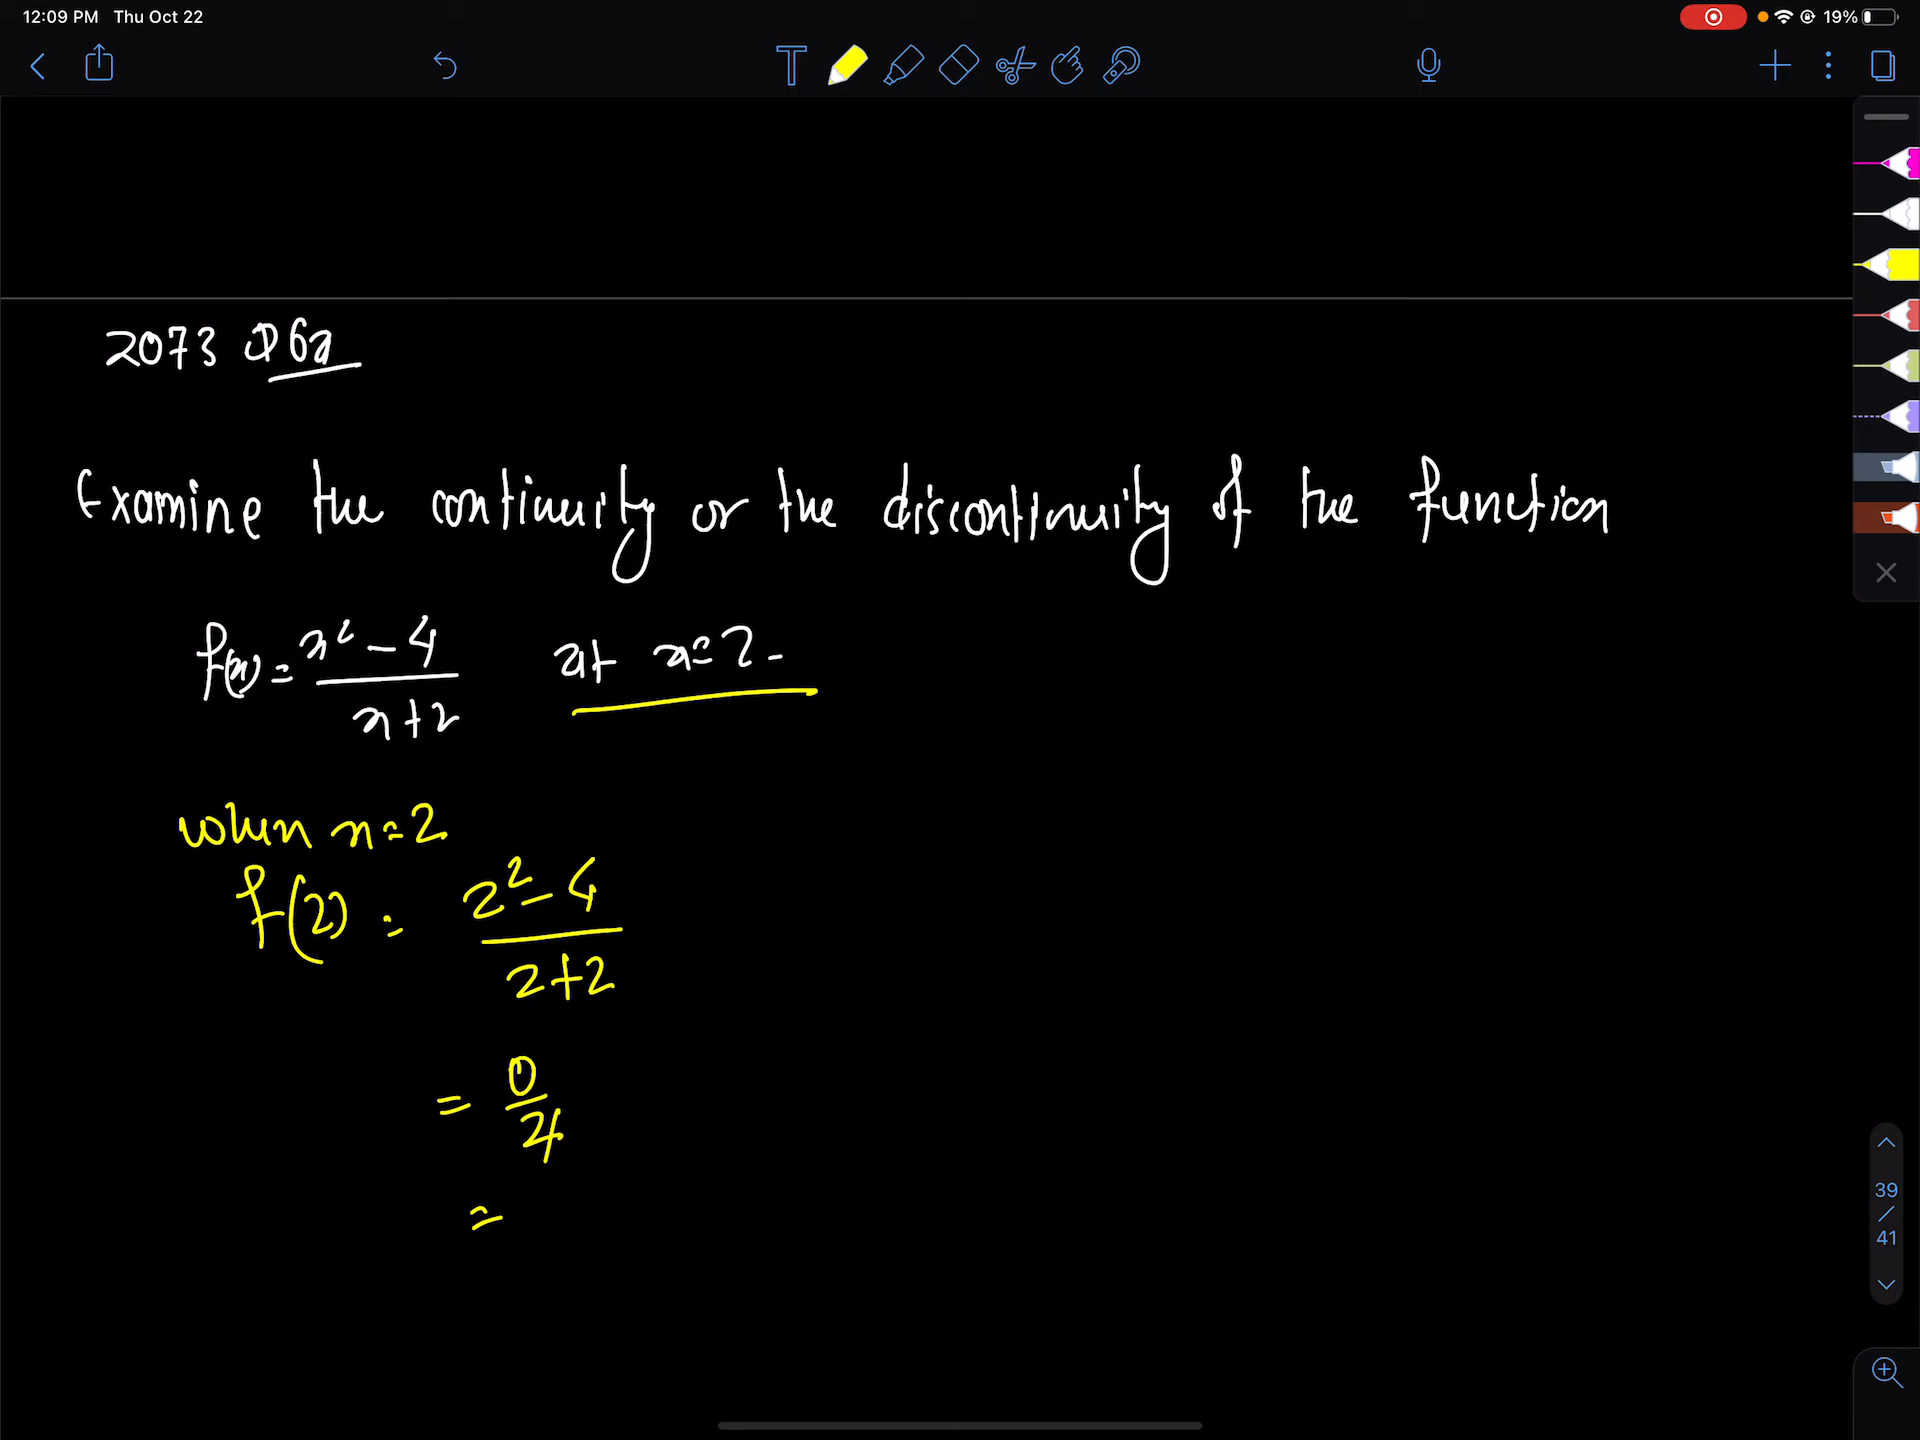 12:09 PM Thu Oct 22
19%
2073 Q6a
Examine the continuity or the discontinuity of the function
f(x) = x² - 4 / x+2 at x=2.
when x=2
f(2) = 2² - 4 / 2+2
= 0/4
=
39
/
41